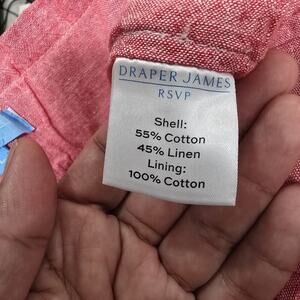 DRAPER JAMES
RSVP
Shell:
55% Cotton
45% Linen
Lining:
100% Cotton